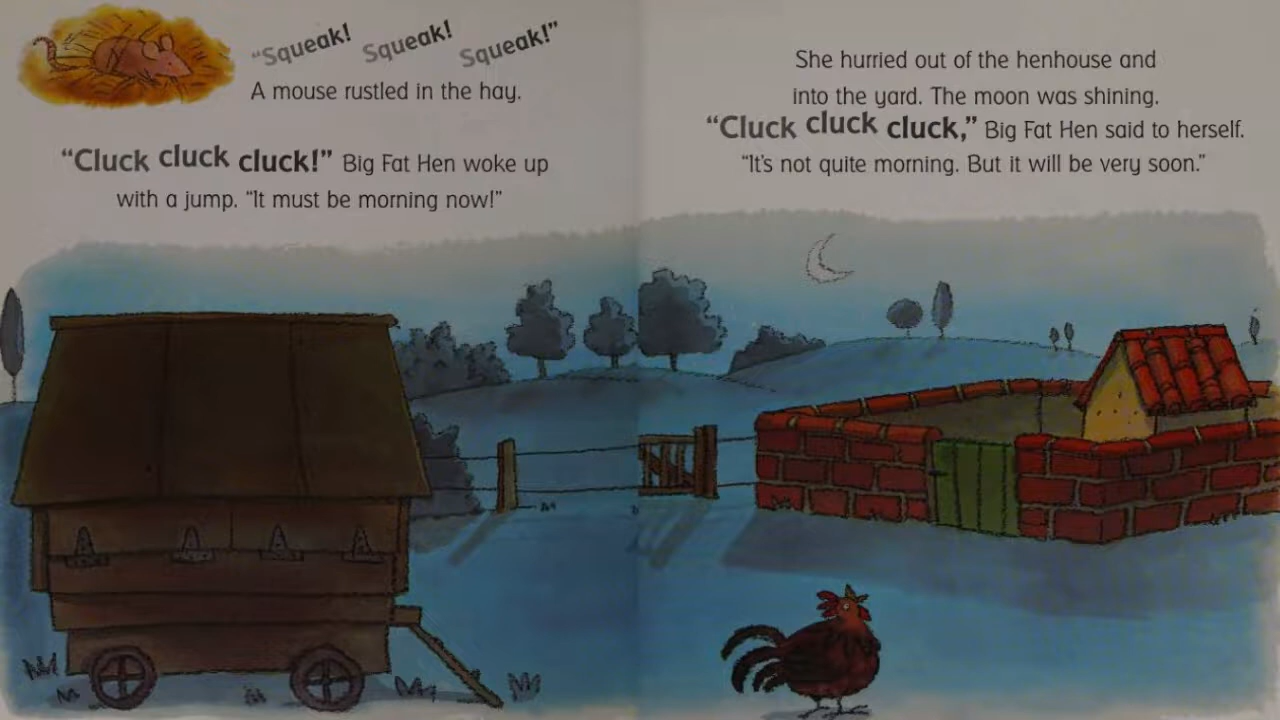 "Squeak! Squeak! Squeak!"
A mouse rustled in the hay.
"Cluck cluck cluck!" Big Fat Hen woke up
with a jump. "It must be morning now!"
She hurried out of the henhouse and
into the yard. The moon was shining.
"Cluck cluck cluck," Big Fat Hen said to herself.
"It's not quite morning. But it will be very soon."